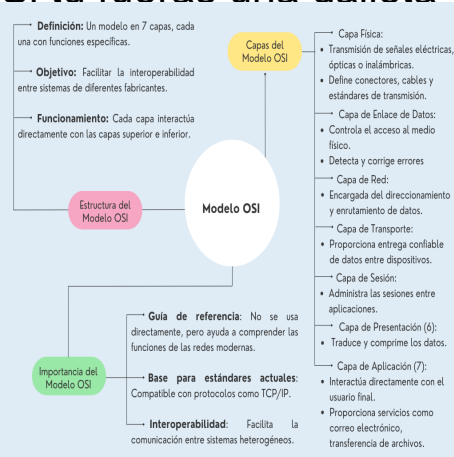 Definición: Un modelo en 7 capas, cada
una con funciones específicas.
Objetivo: Facilitar la interoperabilidad
entre sistemas de diferentes fabricantes.
Funcionamiento: Cada capa interactúa
directamente con las capas superior e inferior.
Estructura del
Modelo OSI
Modelo OSI
Capas del
Modelo OSI
Capa Física:
Transmisión de señales eléctricas,
ópticas o inalámbricas.
Define conectores, cables y
estándares de transmisión.
Capa de Enlace de Datos:
Controla el acceso al medio
físico.
Detecta y corrige errores
Capa de Red:
Encargada del direccionamiento
y enrutamiento de datos.
Capa de Transporte:
Proporciona entrega confiable
de datos entre dispositivos.
Capa de Sesión:
Administra las sesiones entre
aplicaciones.
Capa de Presentación (6):
Traduce y comprime los datos.
Capa de Aplicación (7):
Interactúa directamente con el
usuario final.
Proporciona servicios como
correo electrónico,
transferencia de archivos.
Importancia del
Modelo OSI
Guía de referencia: No se usa
directamente, pero ayuda a comprender las
funciones de las redes modernas.
Base para estándares actuales:
Compatible con protocolos como TCP/IP.
Interoperabilidad: Facilita la
comunicación entre sistemas heterogéneos.